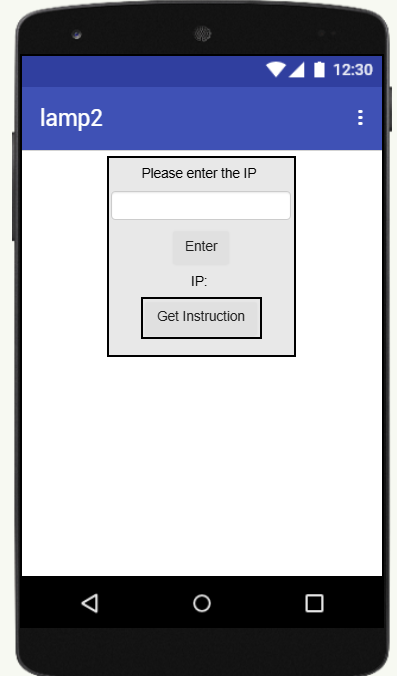 12:30
lamp2
Please enter the IP
Enter
IP:
Get Instruction